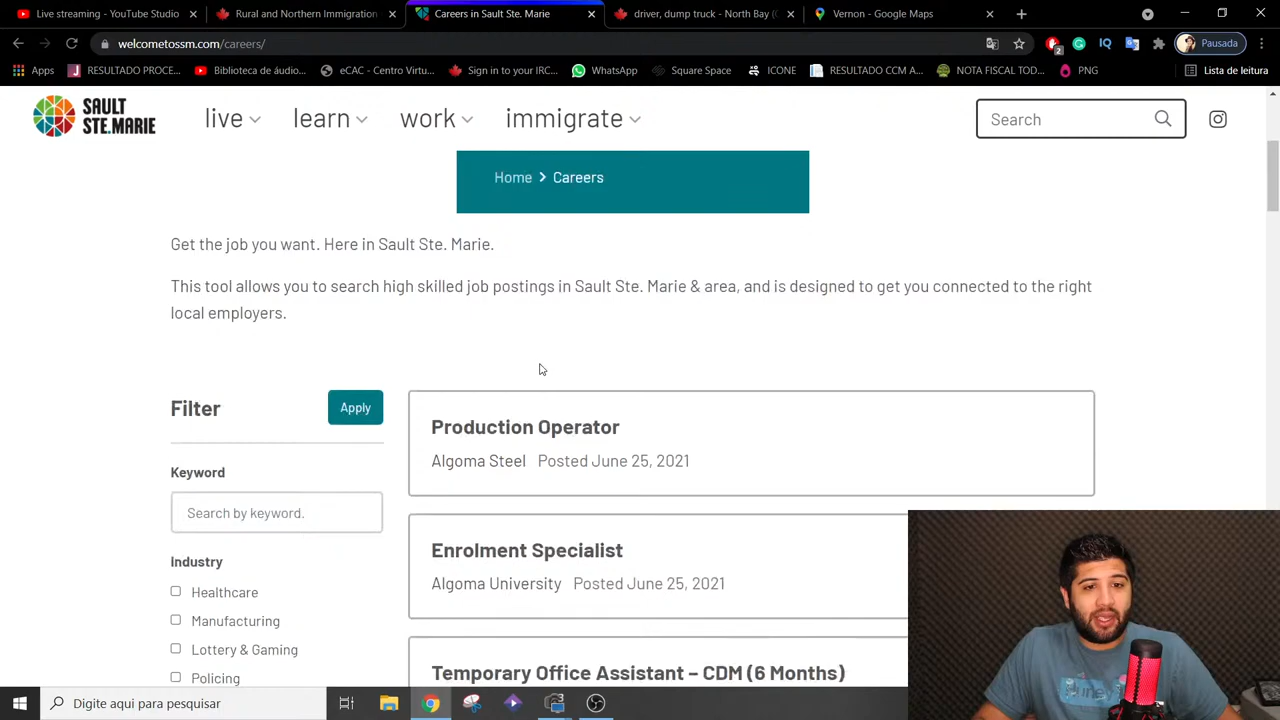 Live streaming - YouTube Studio
Rural and Northern Immigration
Careers in Sault Ste. Marie
driver, dump truck - North Bay (
Vernon - Google Maps
welcometossm.com/careers/
2
Pausada
Apps
RESULTADO PROCE...
Biblioteca de áudio...
eCAC - Centro Virtu...
Sign in to your IRC...
WhatsApp
Square Space
ICONE
RESULTADO CCM A...
NOTA FISCAL TOD...
PNG
Lista de leitura
SAULT
STE.MARIE
live
learn
work
immigrate
Search
Home > Careers
Get the job you want. Here in Sault Ste. Marie.
This tool allows you to search high skilled job postings in Sault Ste. Marie & area, and is designed to get you connected to the right
local employers.
Filter
Apply
Keyword
Search by keyword.
Industry
Healthcare
Manufacturing
Lottery & Gaming
Policing
Production Operator
Algoma Steel Posted June 25, 2021
Enrolment Specialist
Algoma University Posted June 25, 2021
Temporary Office Assistant – CDM (6 Months)
Digite aqui para pesquisar